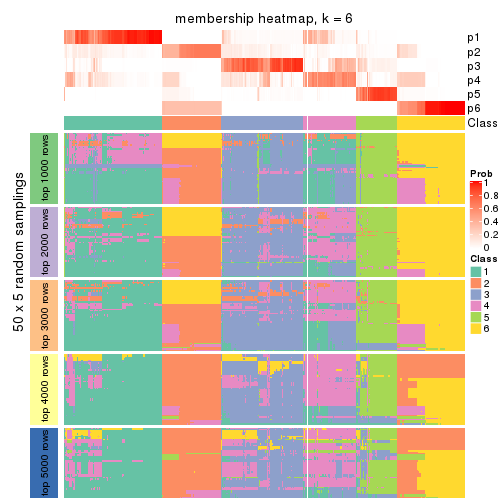 membership heatmap, k = 6
p1
p2
p3
p4
p5
p6
Class
50 x 5 random samplings
top 1000 rows
top 2000 rows
top 3000 rows
top 4000 rows
top 5000 rows
Prob
1
0.8
0.6
0.4
0.2
0
Class
1
2
3
4
5
6